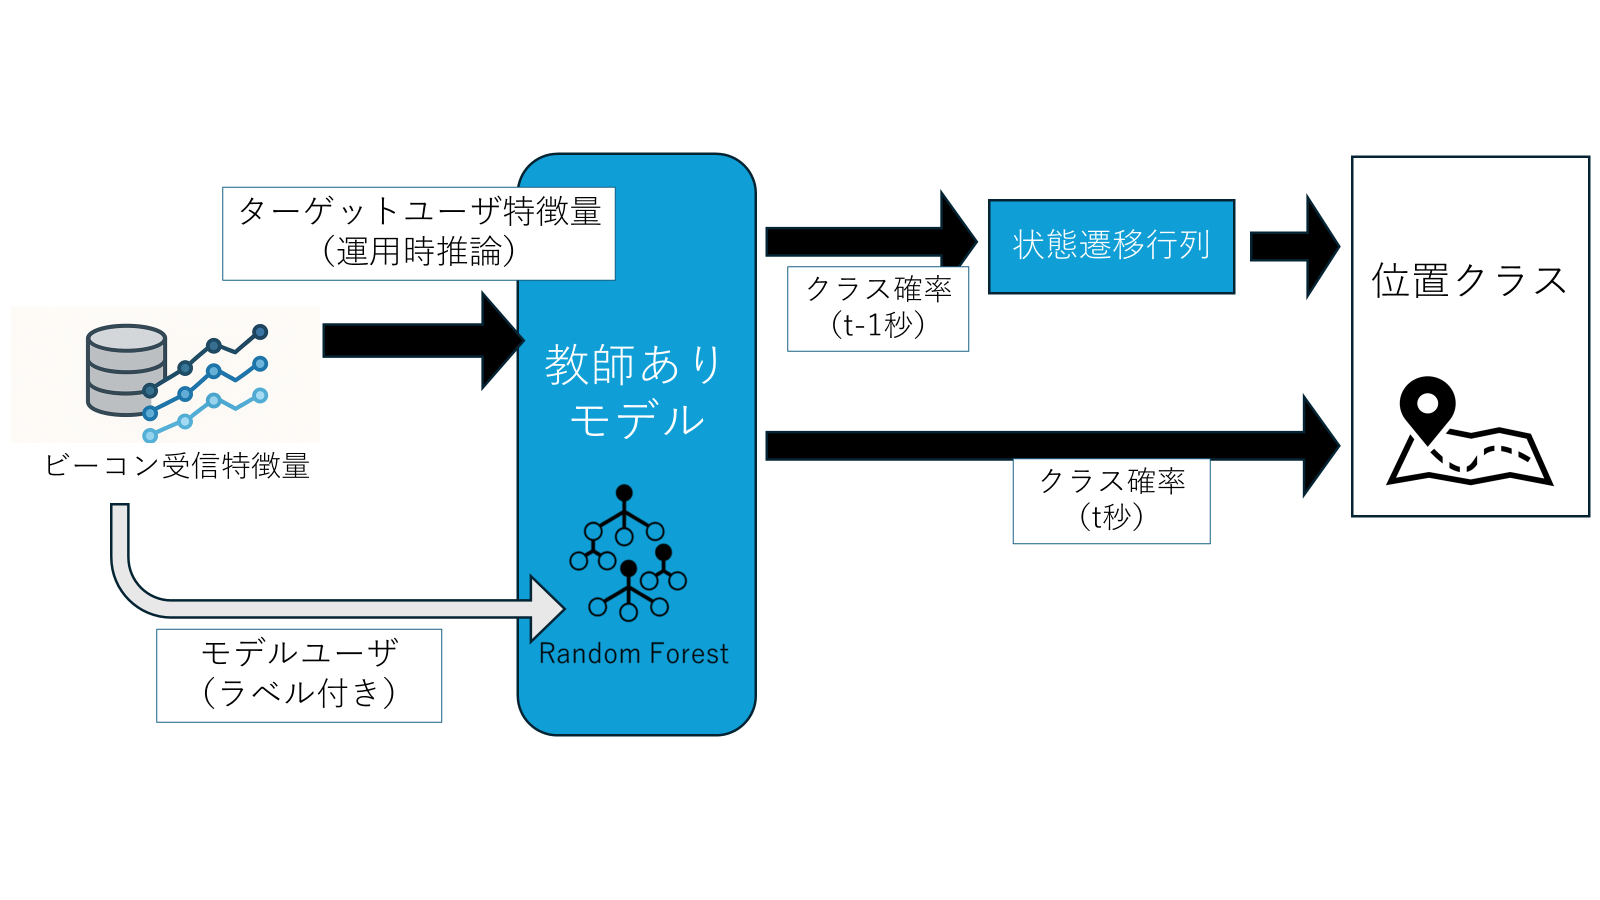 ターゲットユーザ特徴量
（運用時推論）
ビーコン受信特徴量
モデルユーザ
（ラベル付き）
教師あり
モデル
Random Forest
クラス確率
（t-1秒）
状態遷移行列
クラス確率
（t秒）
位置クラス